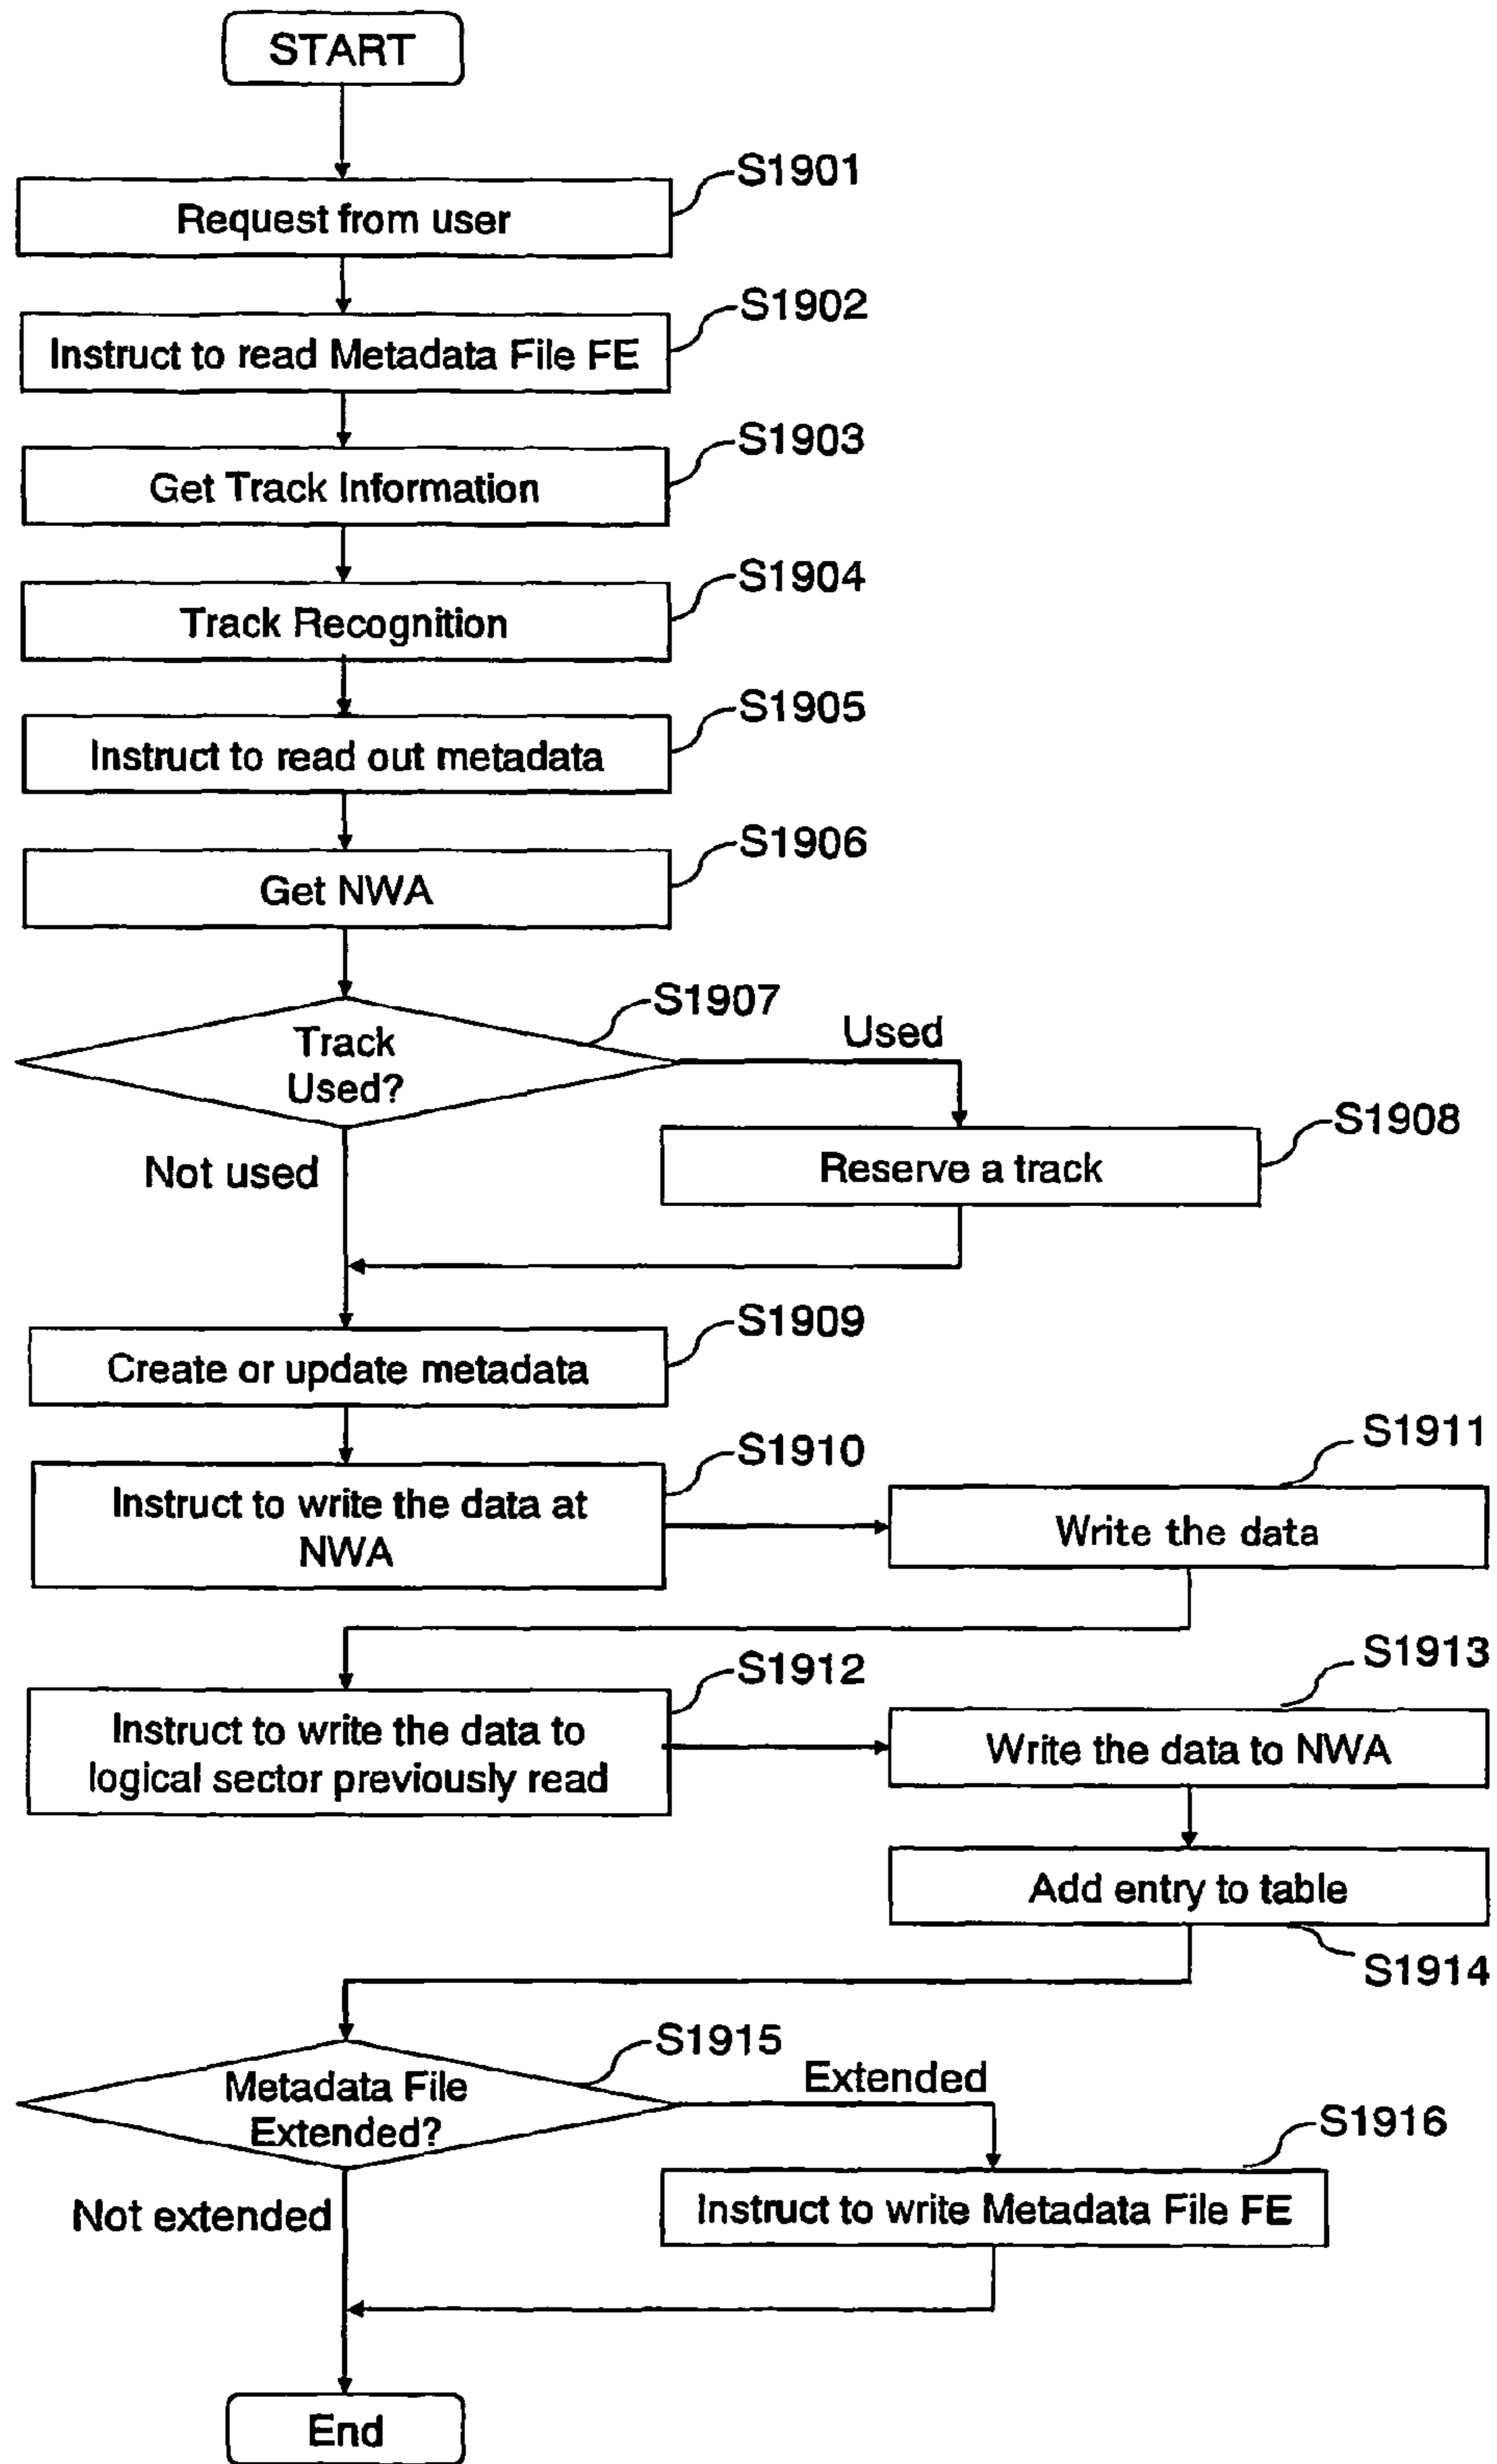 START
S1901
Request from user
S1902
Instruct to read Metadata File FE
S1903
Get Track Information
S1904
Track Recognition
S1905
Instruct to read out metadata
S1906
Get NWA
S1907
Track
Used?
Used
Not used
S1908
Reserve a track
S1909
Create or update metadata
S1910
Instruct to write the data at
NWA
S1911
Write the data
S1912
Instruct to write the data to
logical sector previously read
S1913
Write the data to NWA
Add entry to table
S1914
S1915
Metadata File
Extended?
Extended
Not extended
S1916
Instruct to write Metadata File FE
End